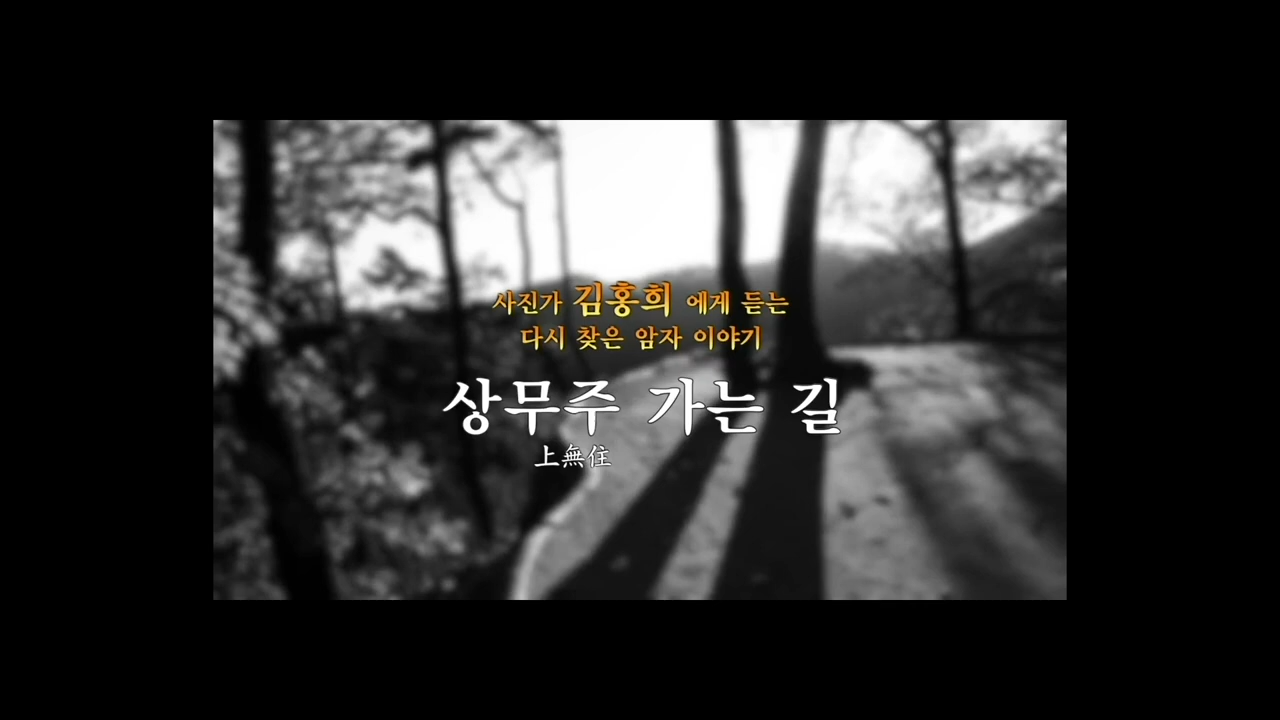 사진가 김홍희 에게 듣는
다시 찾은 암자 이야기
상무주 가는 길
上無住